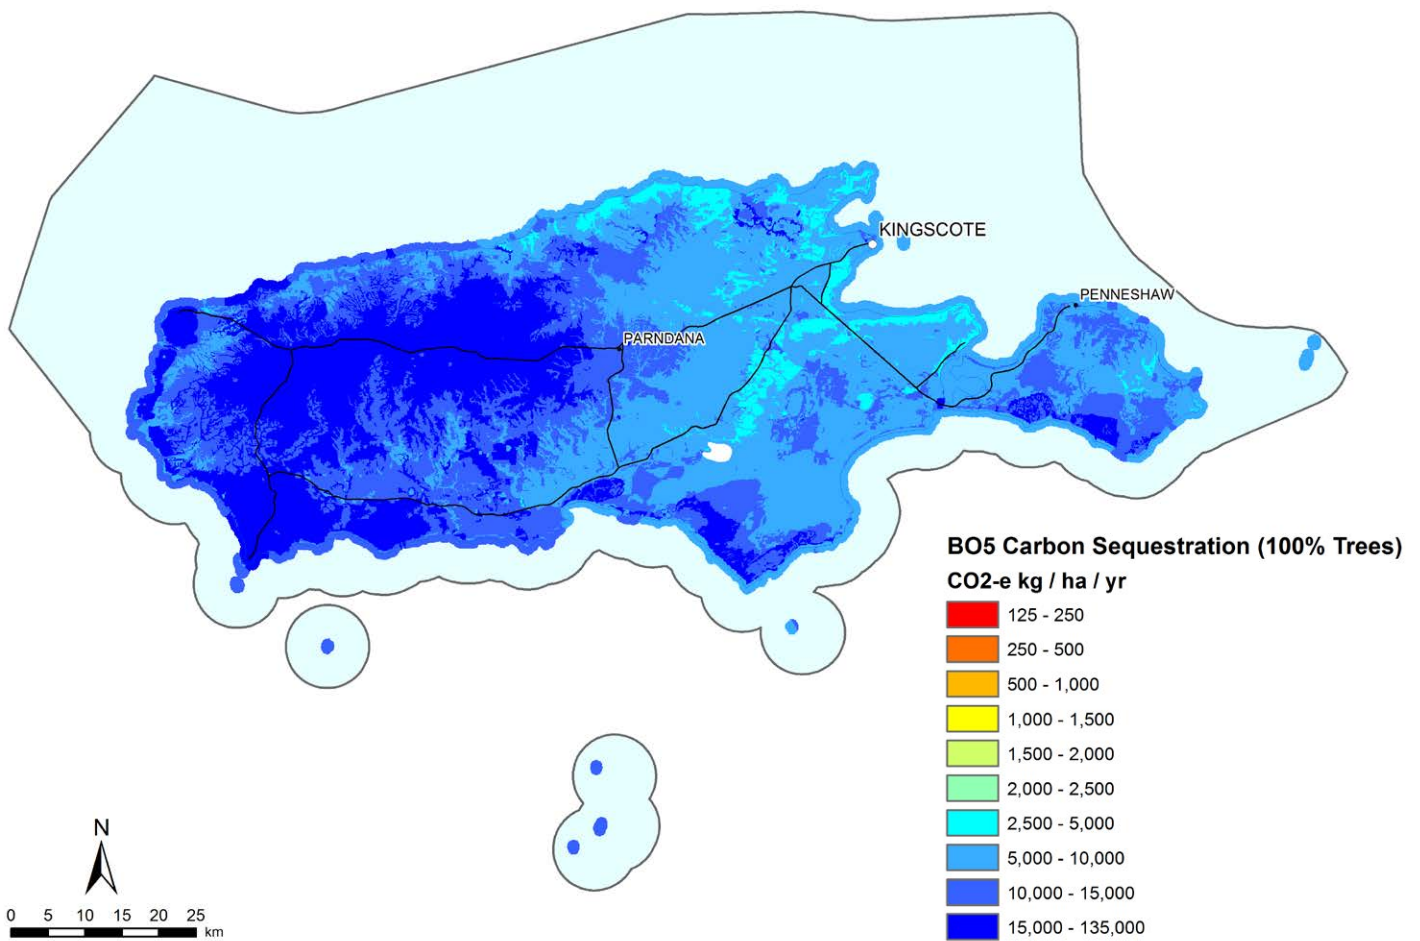 KINGSCOTE
PENNESHAW
PARNDANA
BO5 Carbon Sequestration (100% Trees)
CO2-e kg / ha / yr
125 - 250
250 - 500
500 - 1,000
1,000 - 1,500
1,500 - 2,000
2,000 - 2,500
2,500 - 5,000
5,000 - 10,000
10,000 - 15,000
15,000 - 135,000
N
0 5 10 15 20 25
km